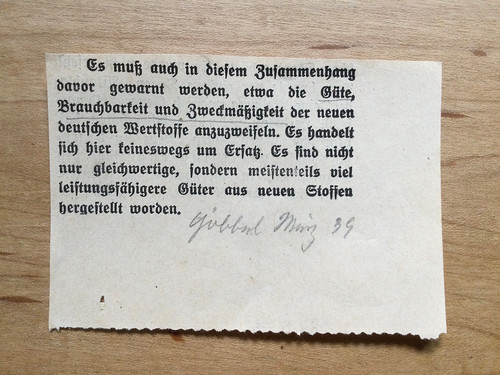 Es muß auch in diesem Zusammenhang
davor gewarnt werden, etwa die Güte,
Brauchbarkeit und Zweckmäßigkeit der neuen
deutschen Wertstoffe anzuzweifeln. Es handelt
sich hier keineswegs um Ersatz. Es sind nicht
nur gleichwertige, sondern meistenteils viel
leistungsfähigere Güter aus neuen Stoffen
hergestellt worden.
März 39